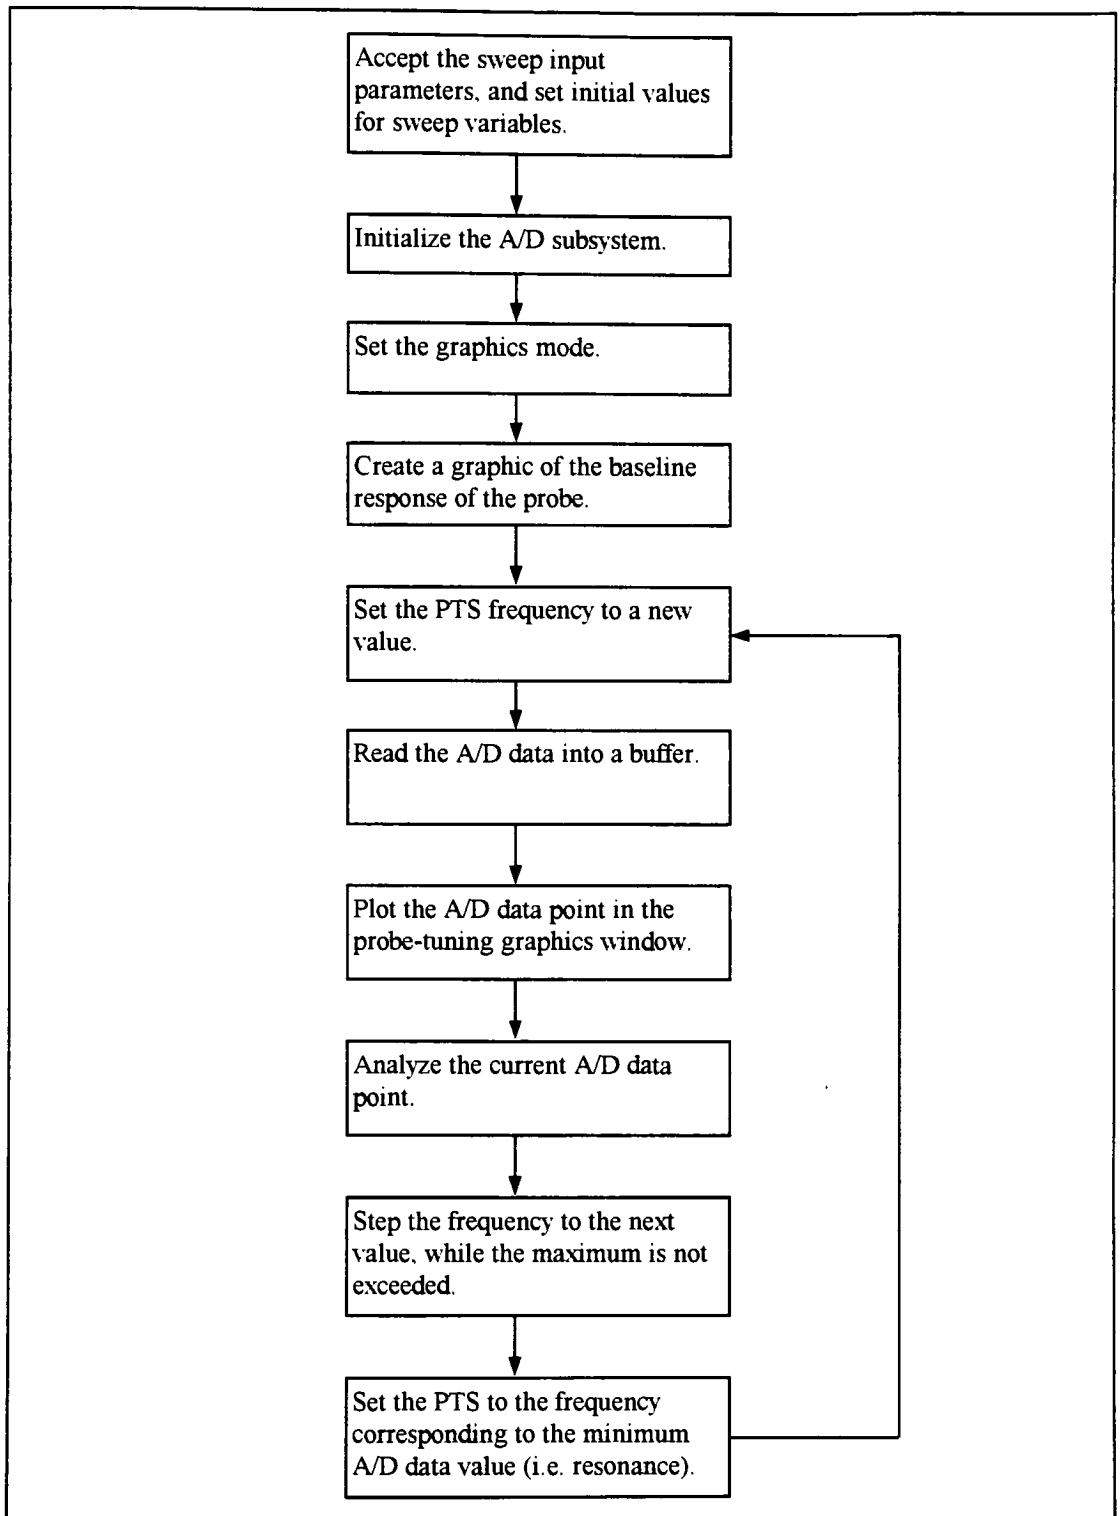 Accept the sweep input
parameters, and set initial values
for sweep variables.
Initialize the A/D subsystem.
Set the graphics mode.
Create a graphic of the baseline
response of the probe.
Set the PTS frequency to a new
value.
Read the A/D data into a buffer.
Plot the A/D data point in the
probe-tuning graphics window.
Analyze the current A/D data
point.
Step the frequency to the next
value, while the maximum is not
exceeded.
Set the PTS to the frequency
corresponding to the minimum
A/D data value (i.e. resonance).